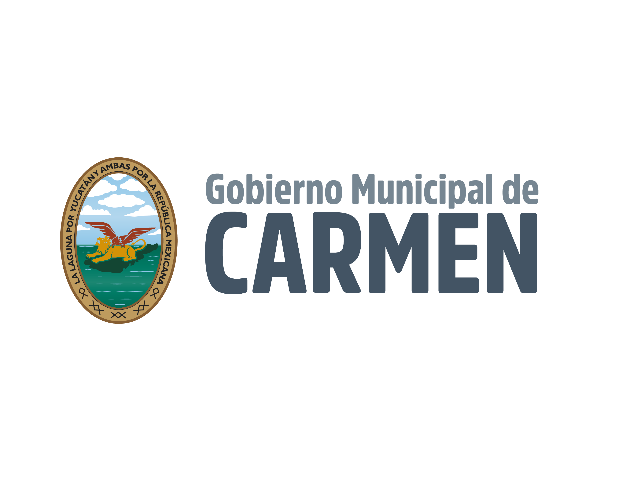 LA LAGUNA POR YUCATÁN Y AMBAS POR LA REPÚBLICA MEXICANA
Gobierno Municipal de
CARMEN